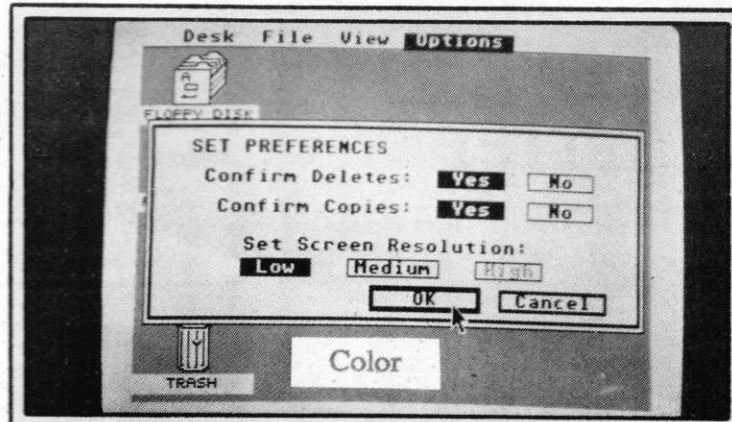 Desk File View Options
A
FLOPPY DISK
SET PREFERENCES
Confirm Deletes: Yes No
Confirm Copies: Yes No
Set Screen Resolution:
Low Medium High
OK Cancel
TRASH
Color